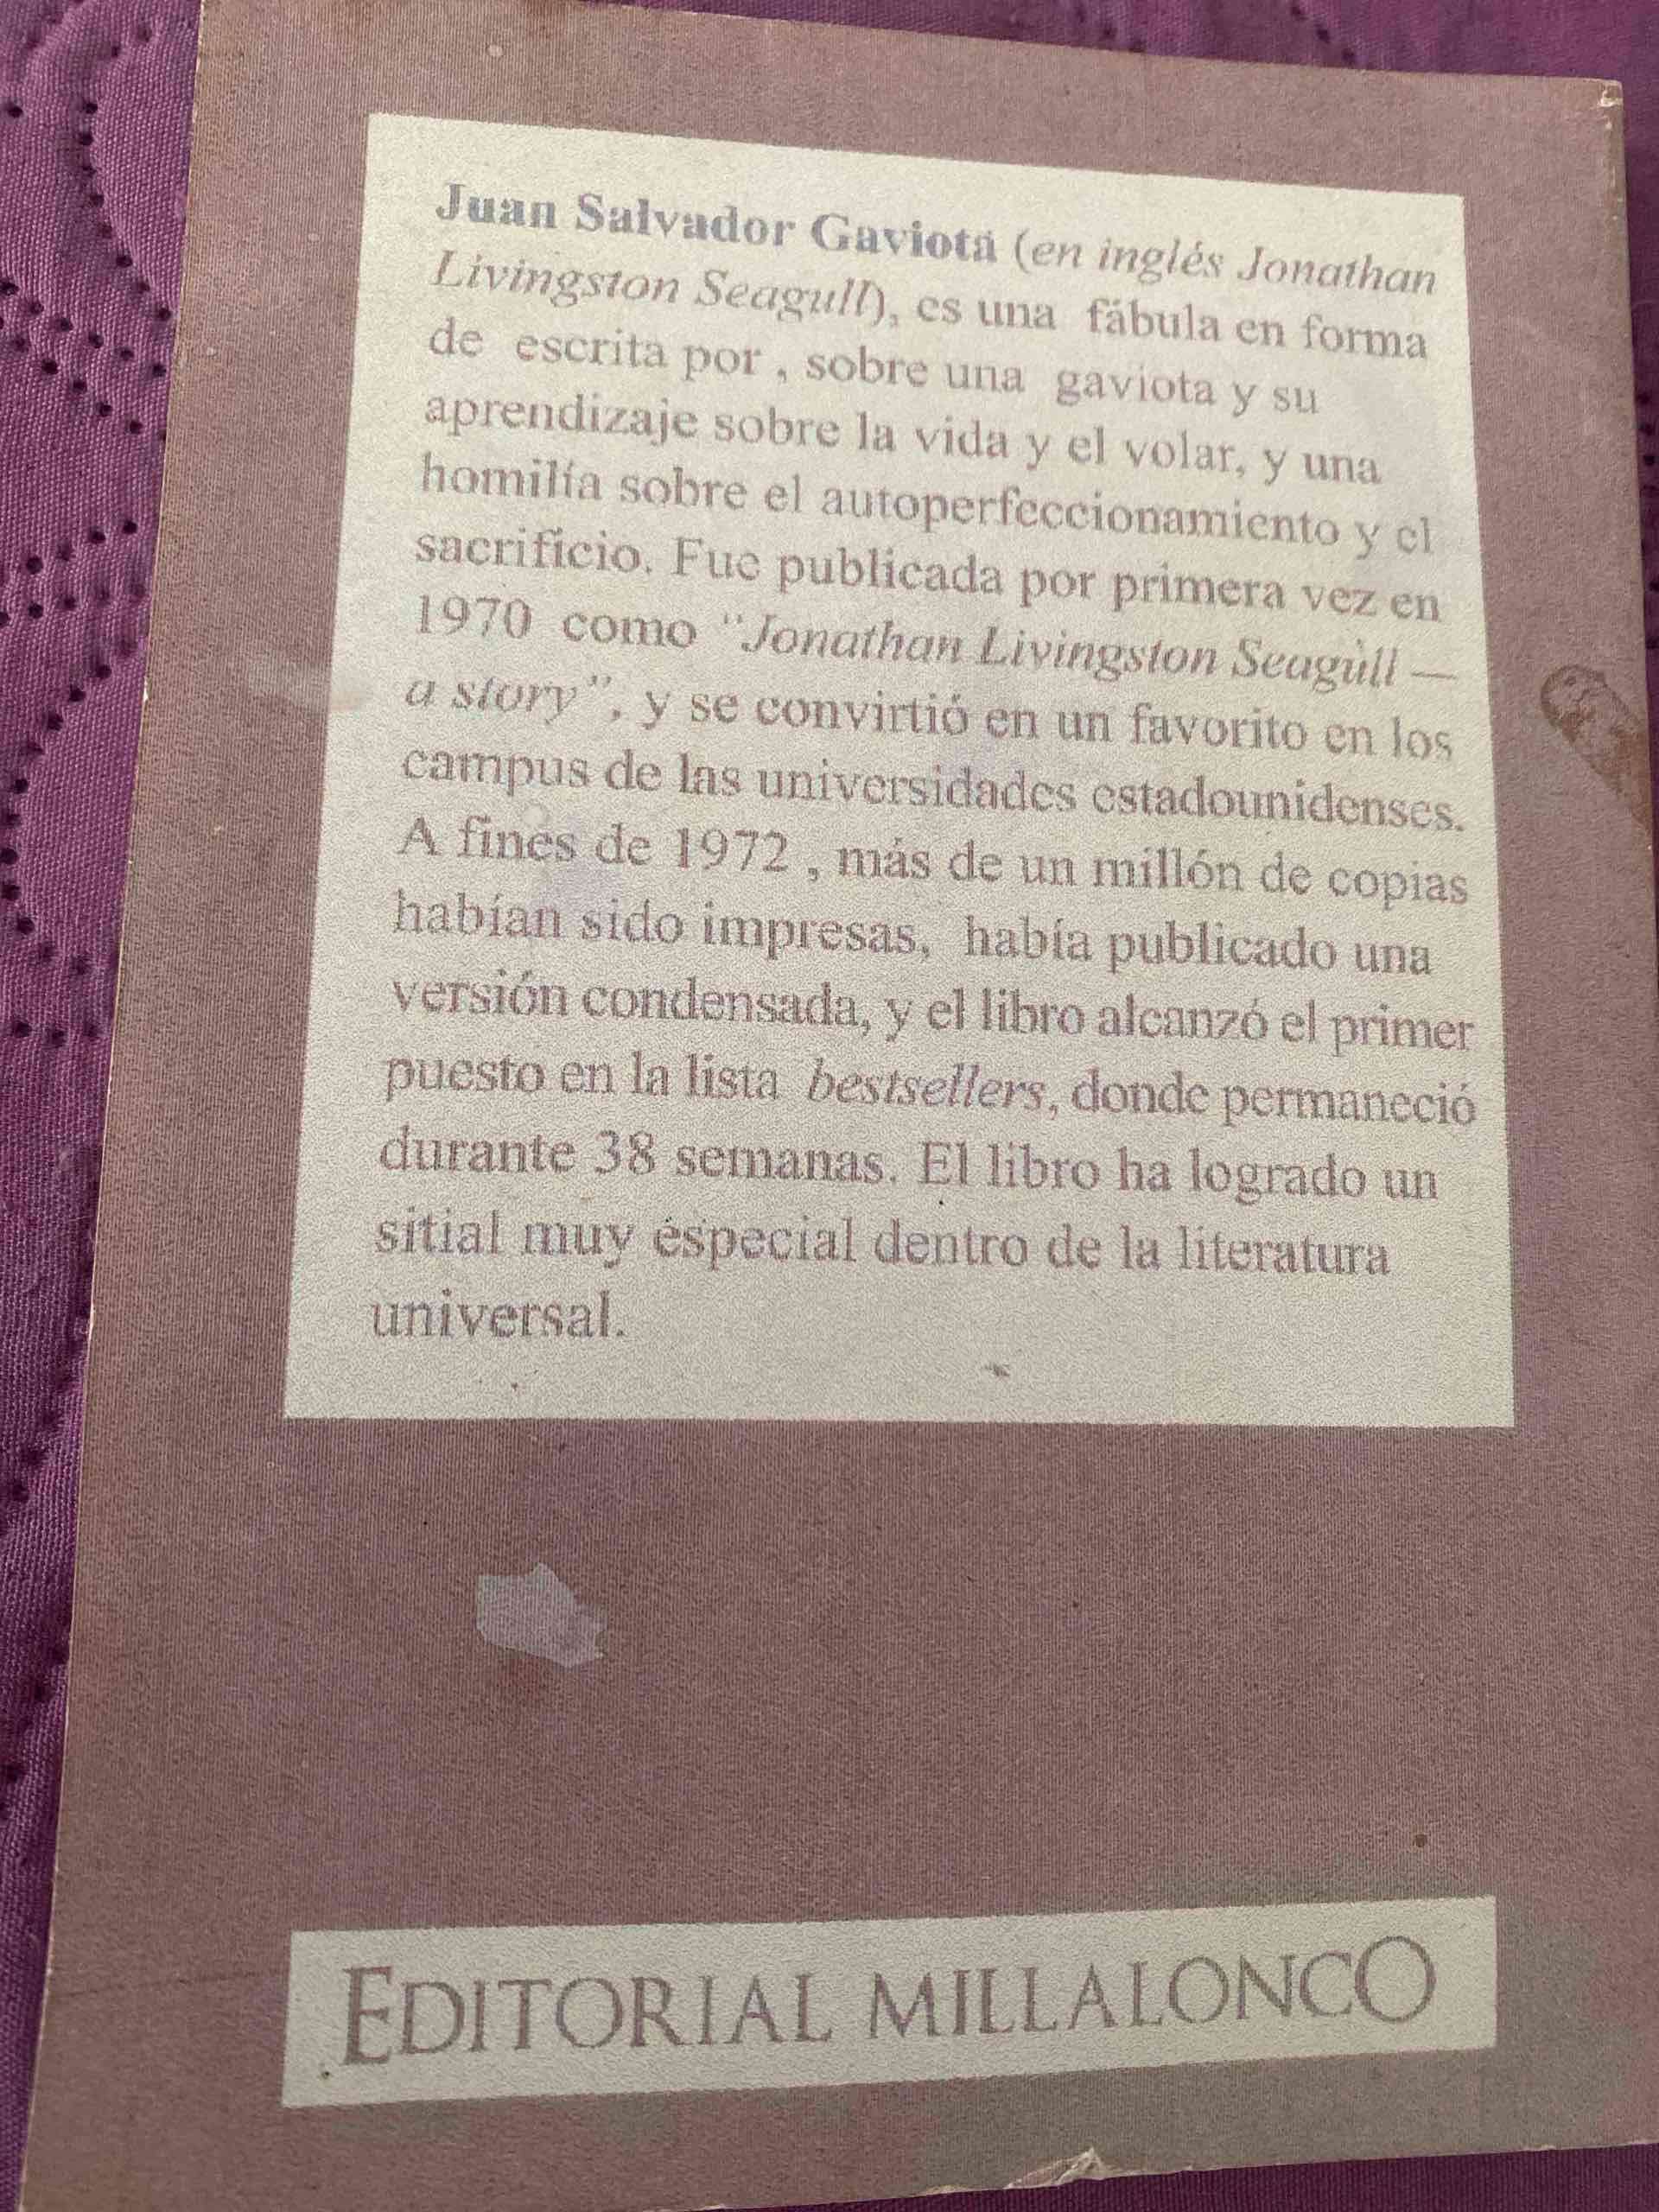 Juan Salvador Gaviota (en inglés Jonathan
Livingston Seagull), es una fábula en forma
de escrita por , sobre una gaviota y su
aprendizaje sobre la vida y el volar, y una
homilía sobre el autoperfeccionamiento y el
sacrificio. Fue publicada por primera vez en
1970 como "Jonathan Livingston Seagull —
a story", y se convirtió en un favorito en los
campus de las universidades estadounidenses.
A fines de 1972 , más de un millón de copias
habían sido impresas, había publicado una
versión condensada, y el libro alcanzó el primer
puesto en la lista bestsellers, donde permaneció
durante 38 semanas. El libro ha logrado un
sitial muy especial dentro de la literatura
universal.
EDITORIAL MILLALONCO